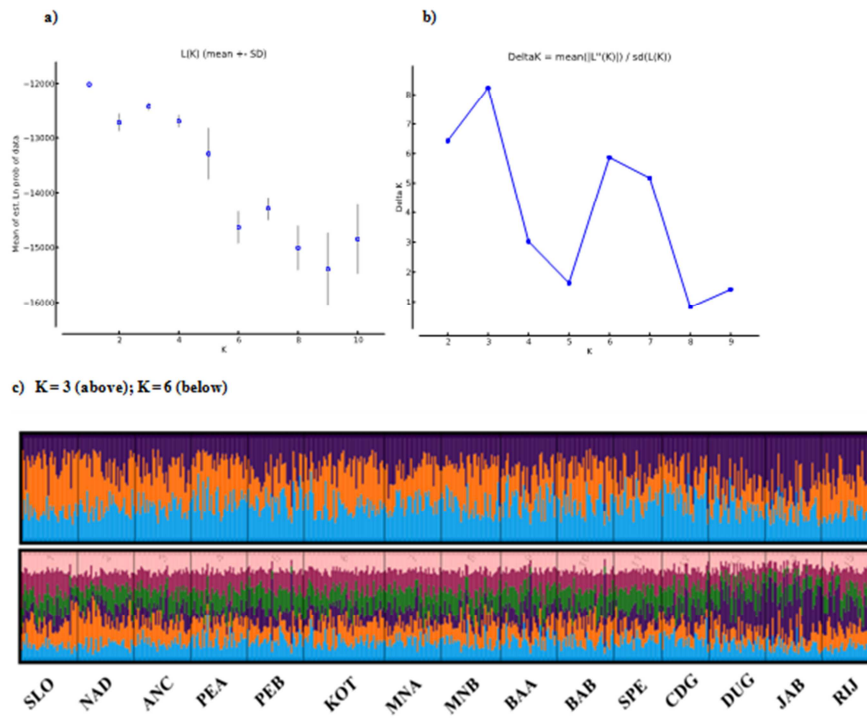 a)
b)
L(K) (mean +- SD)
DeltaK = mean(|L"(K)|) / sd(L(K))
Mean of est. Ln prob of data
−12000
−13000
−14000
−15000
−16000
2
4
6
8
10
K
Delta K
8
7
6
5
4
3
2
1
2
3
4
5
6
7
8
9
K
c) K= 3 (above); K= 6 (below)
SLO NAD ANC PEA PEB KOT MNA MNB BAA BAB SPE CDG DUG JAB RIJ